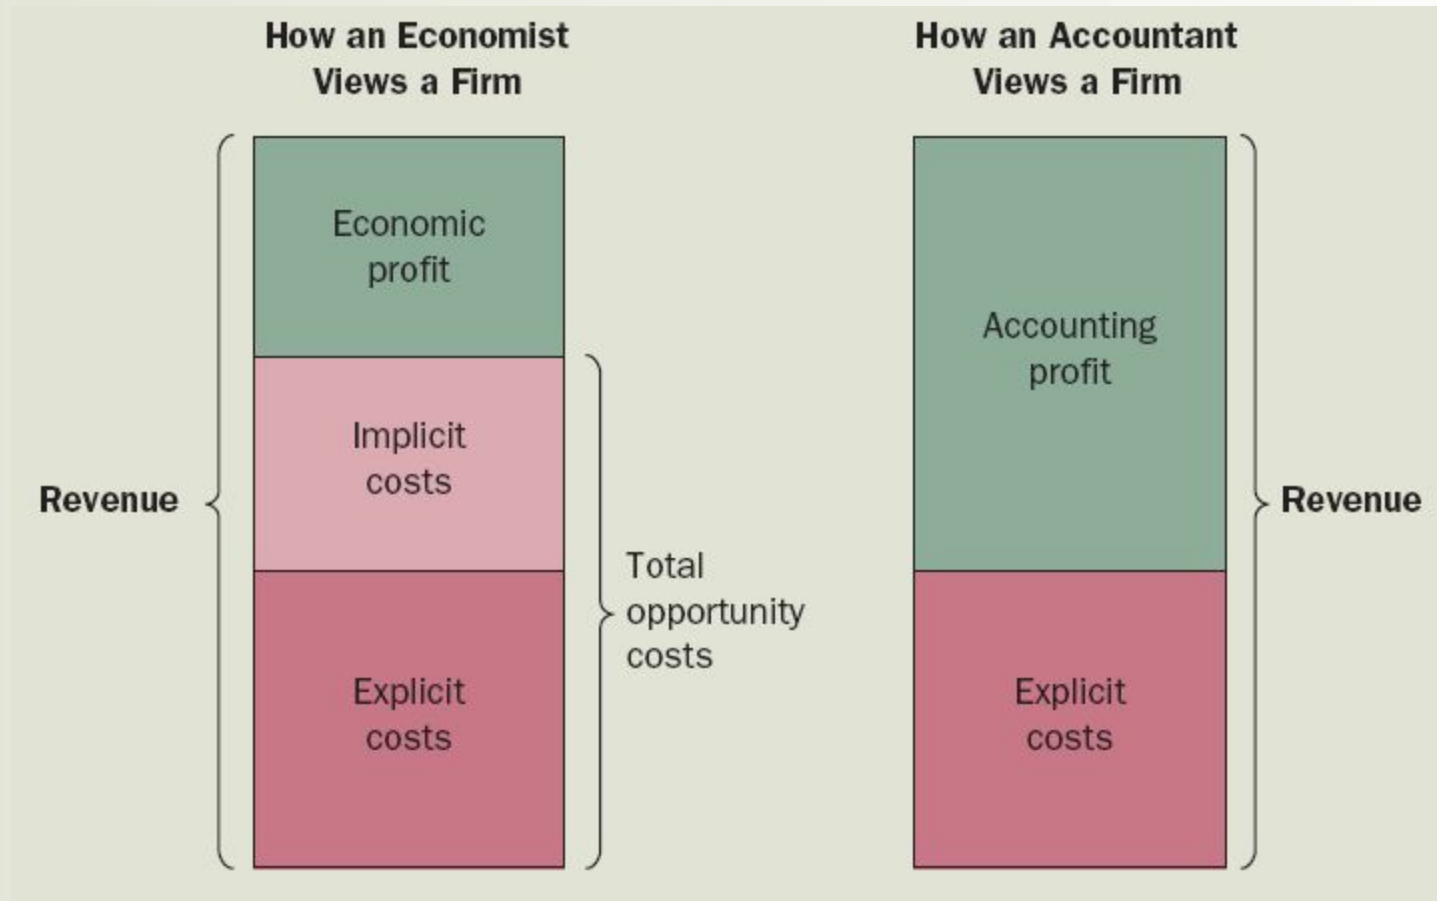 How an Economist
Views a Firm
How an Accountant
Views a Firm
Economic
profit
Implicit
costs
Explicit
costs
Revenue
Total
opportunity
costs
Accounting
profit
Explicit
costs
Revenue